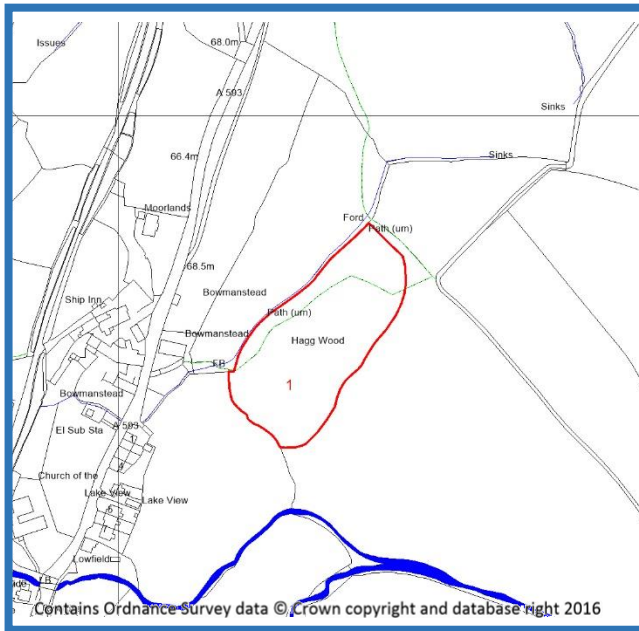 Issues
68.0m
A 593
Sinks
66.4m
Sinks
Moorlands
Ford
Path (um)
68.5m
Ship Inn
Bowmanstead
Path (um)
Bowmanstead
Hagg Wood
FB
1
Bowmanstead
A 593
El Sub Sta
1
4
Church of the
Lake View
Lake View
Lowfield
FB
Contains Ordnance Survey data © Crown copyright and database right 2016